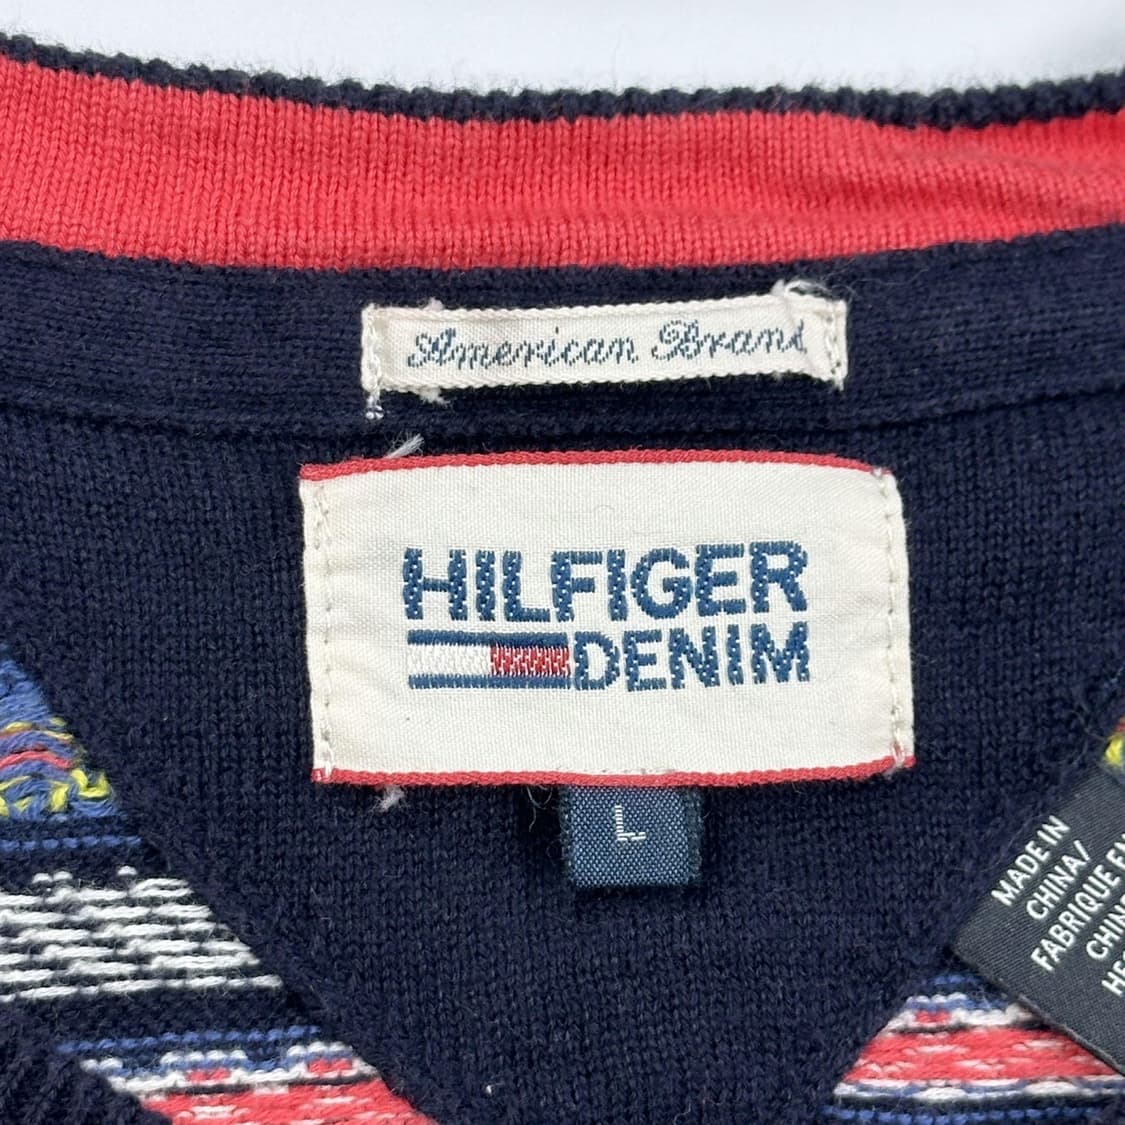 American Brand
HILFIGER
DENIM
L
MADE IN
CHINA/
FABRIQUE